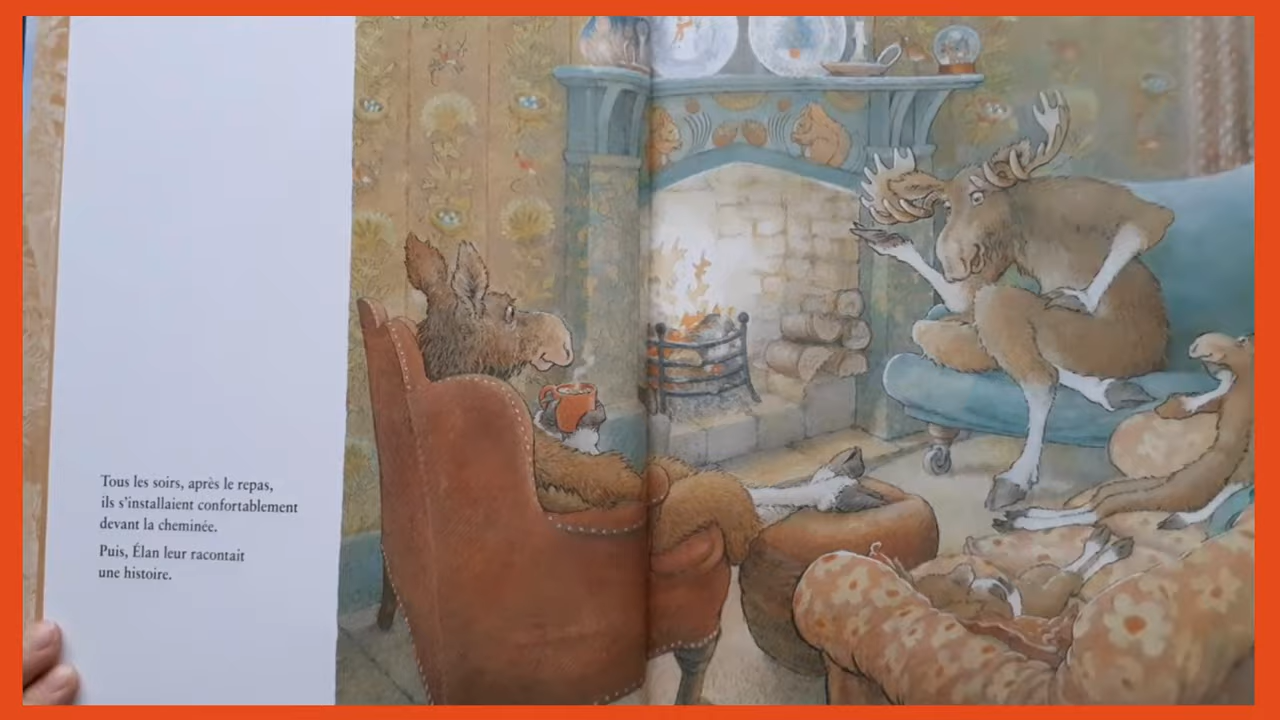 Tous les soirs, après le repas,
ils s'installaient confortablement
devant la cheminée.
Puis, Élan leur racontait
une histoire.